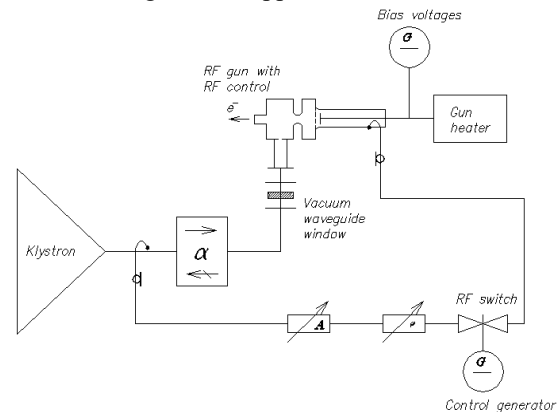 Bias voltages
G
RF gun with
RF control
e⁻
Gun
heater
Vacuum
waveguide
window
Klystron
α
RF switch
A
φ
G
Control generator